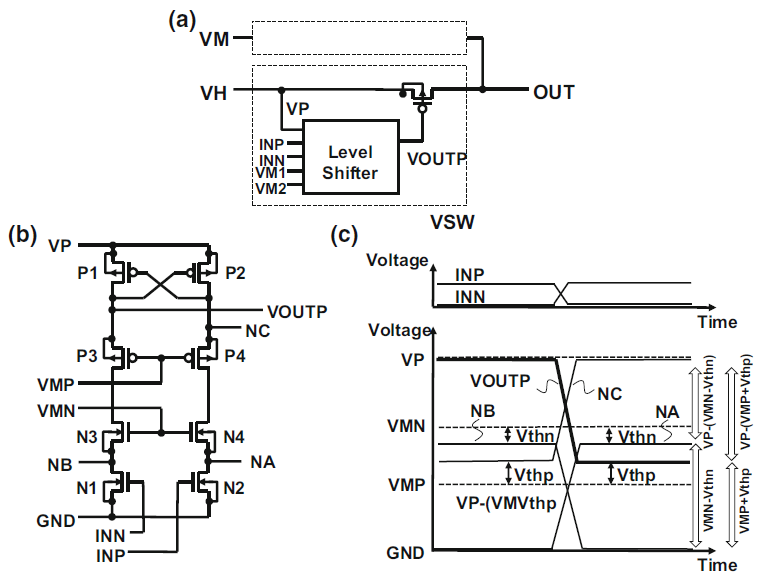 (a)
VM
VH
VP
OUT
INP
INN
VM1
VM2
Level
Shifter
VOUTP
VSW
(b)
VP
P1
P2
VOUTP
NC
P3
P4
VMP
VMN
N3
N4
NB
NA
N1
N2
GND
INN
INP
(c)
Voltage
INP
INN
Time
Voltage
VP
VOUTP
NC
NB
NA
VMN
Vthn
Vthn
Vthp
Vthp
VMP
VP-(VMVthp
GND
Time
VP-(VMN-Vthn)
VP-(VMP+Vthp)
VMN-Vthn
VMP+Vthp